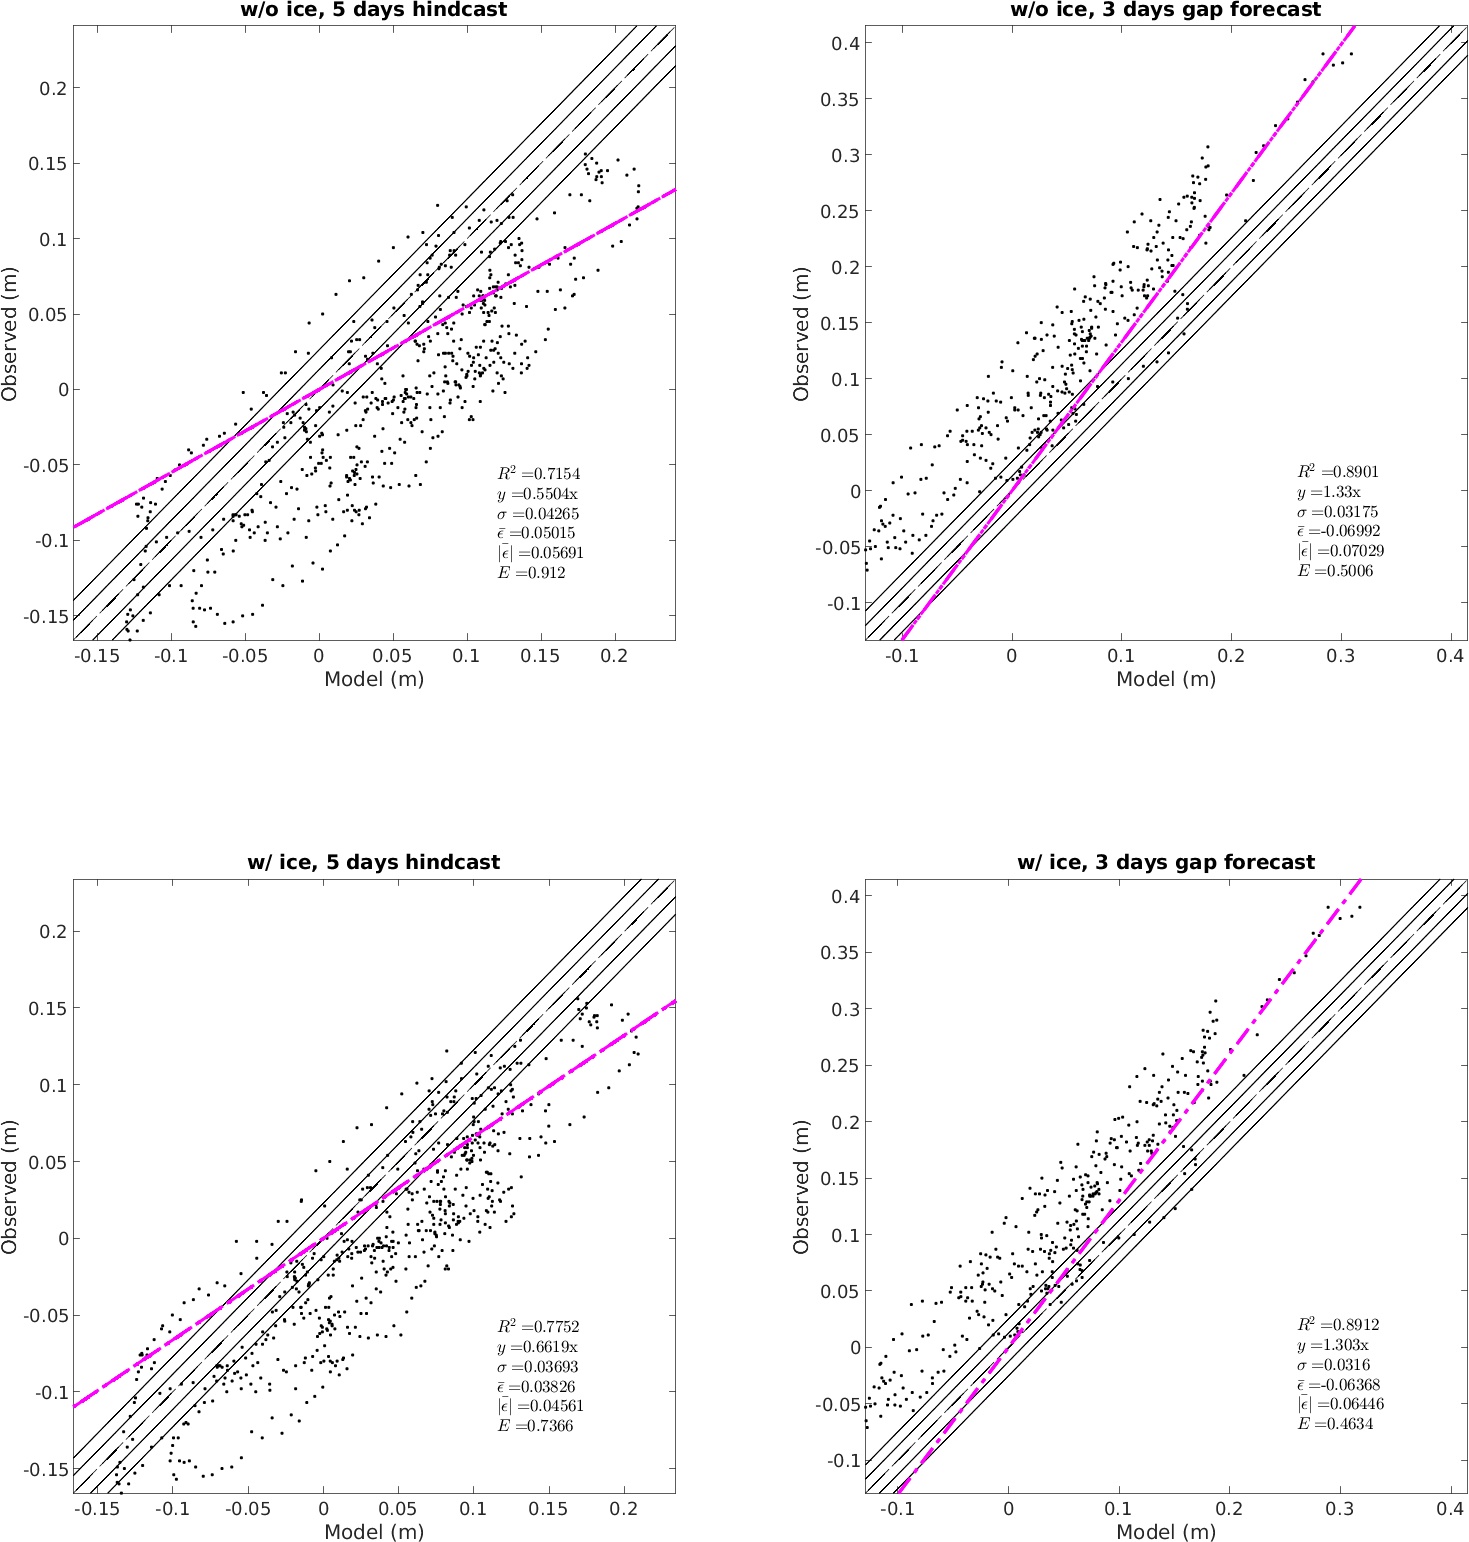 w/o ice, 5 days hindcast
0.2
0.15
0.1
0.05
0
-0.05
-0.1
-0.15
Observed (m)
R² =0.7154
y =0.5504x
σ =0.04265
ϵ̄ =0.05015
|ϵ̄| =0.05691
E =0.912
-0.15 -0.1 -0.05 0 0.05 0.1 0.15 0.2
Model (m)
w/o ice, 3 days gap forecast
0.4
0.35
0.3
0.25
0.2
0.15
0.1
0.05
0
-0.05
-0.1
Observed (m)
R² =0.8901
y =1.33x
σ =0.03175
ϵ̄ =-0.06992
|ϵ̄| =0.07029
E =0.5006
-0.1 0 0.1 0.2 0.3 0.4
Model (m)
w/ ice, 5 days hindcast
0.2
0.15
0.1
0.05
0
-0.05
-0.1
-0.15
Observed (m)
R² =0.7752
y =0.6619x
σ =0.03693
ϵ̄ =0.03826
|ϵ̄| =0.04561
E =0.7366
-0.15 -0.1 -0.05 0 0.05 0.1 0.15 0.2
Model (m)
w/ ice, 3 days gap forecast
0.4
0.35
0.3
0.25
0.2
0.15
0.1
0.05
0
-0.05
-0.1
Observed (m)
R² =0.8912
y =1.303x
σ =0.0316
ϵ̄ =-0.06368
|ϵ̄| =0.06446
E =0.4634
-0.1 0 0.1 0.2 0.3 0.4
Model (m)